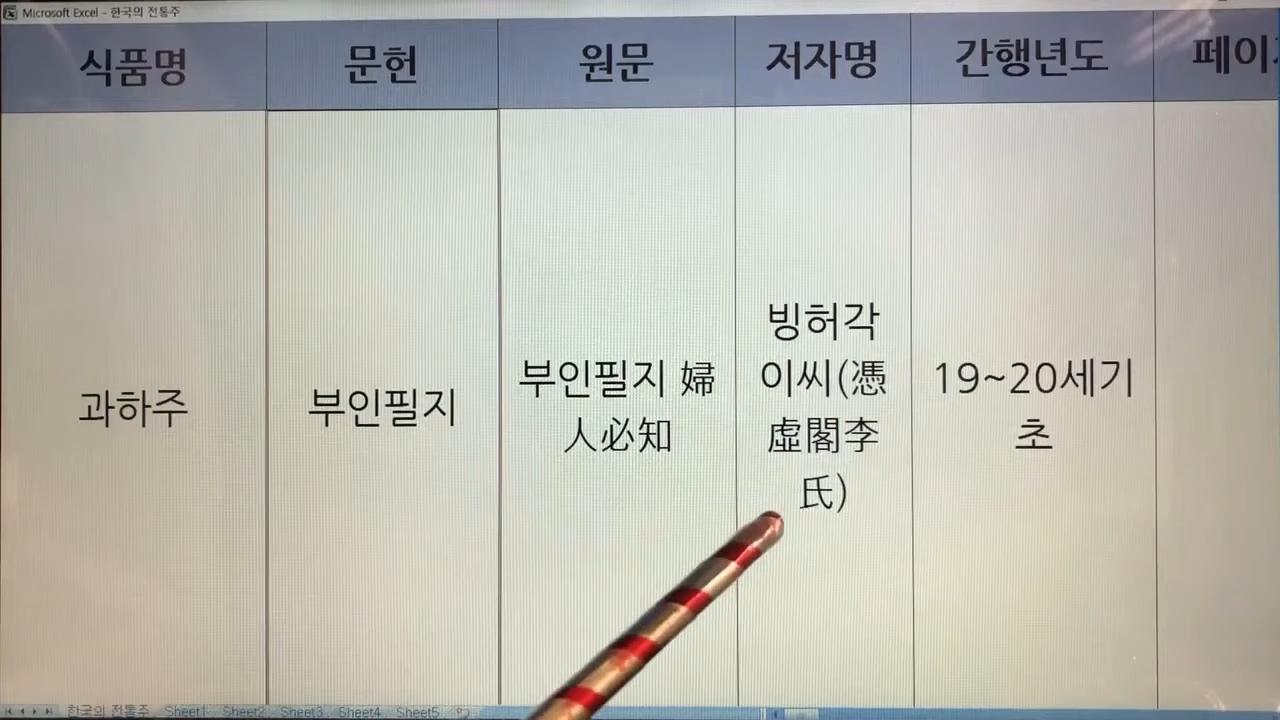 Microsoft Excel - 한국의 전통주
식품명 문헌 원문 저자명 간행년도 페이
과하주
부인필지
부인필지 婦
人必知
빙허각
이씨(憑
虛閣李
氏)
19~20세기
초
한국의 전통주 Sheet1 Sheet2 Sheet3 Sheet4 Sheet5